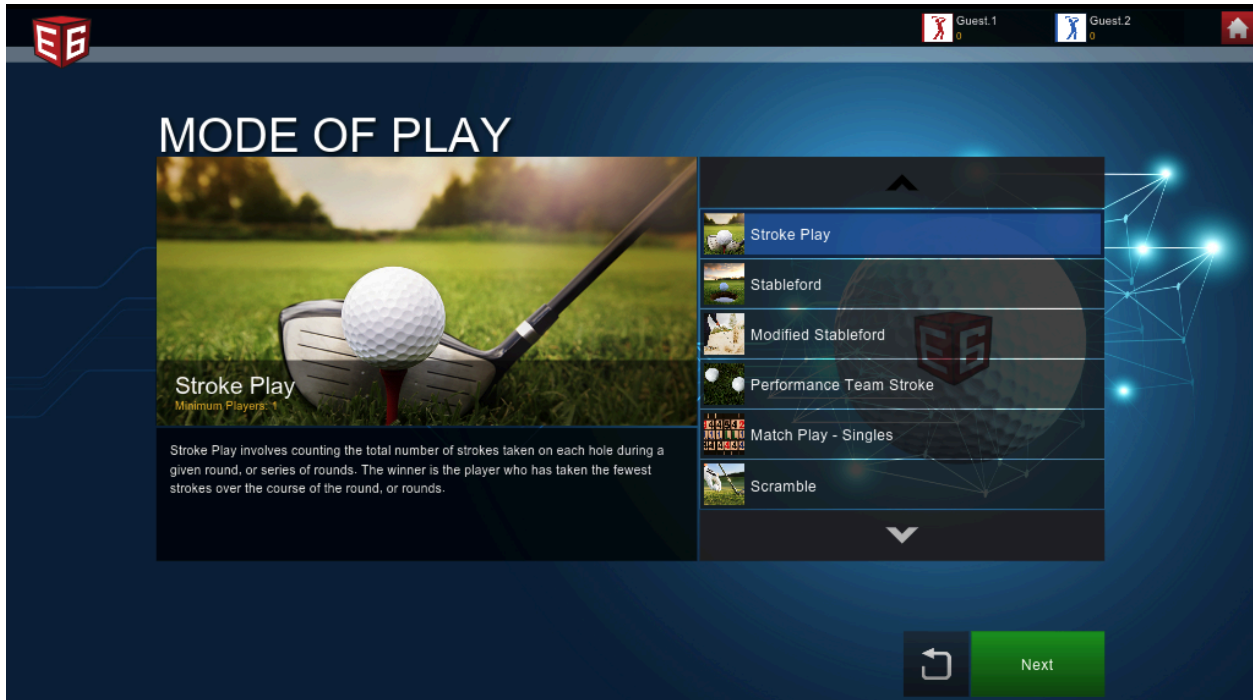 E6
Guest.1
0
Guest.2
0
MODE OF PLAY
Stroke Play
Minimum Players: 1
Stroke Play involves counting the total number of strokes taken on each hole during a
given round, or series of rounds. The winner is the player who has taken the fewest
strokes over the course of the round, or rounds.
Stroke Play
Stableford
Modified Stableford
Performance Team Stroke
Match Play - Singles
Scramble
E6
Next